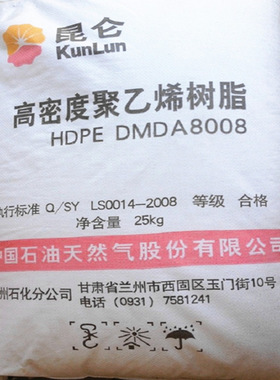 昆仑
KunLun
高密度聚乙烯树脂
HDPE DMDA8008
执行标准 Q/SY LS0014-2008 等级 合格
净含量 25kg
中国石油天然气股份有限公司
州石化分公司 甘肃省兰州市西固区玉门街10号
电话 (0931) 7581241